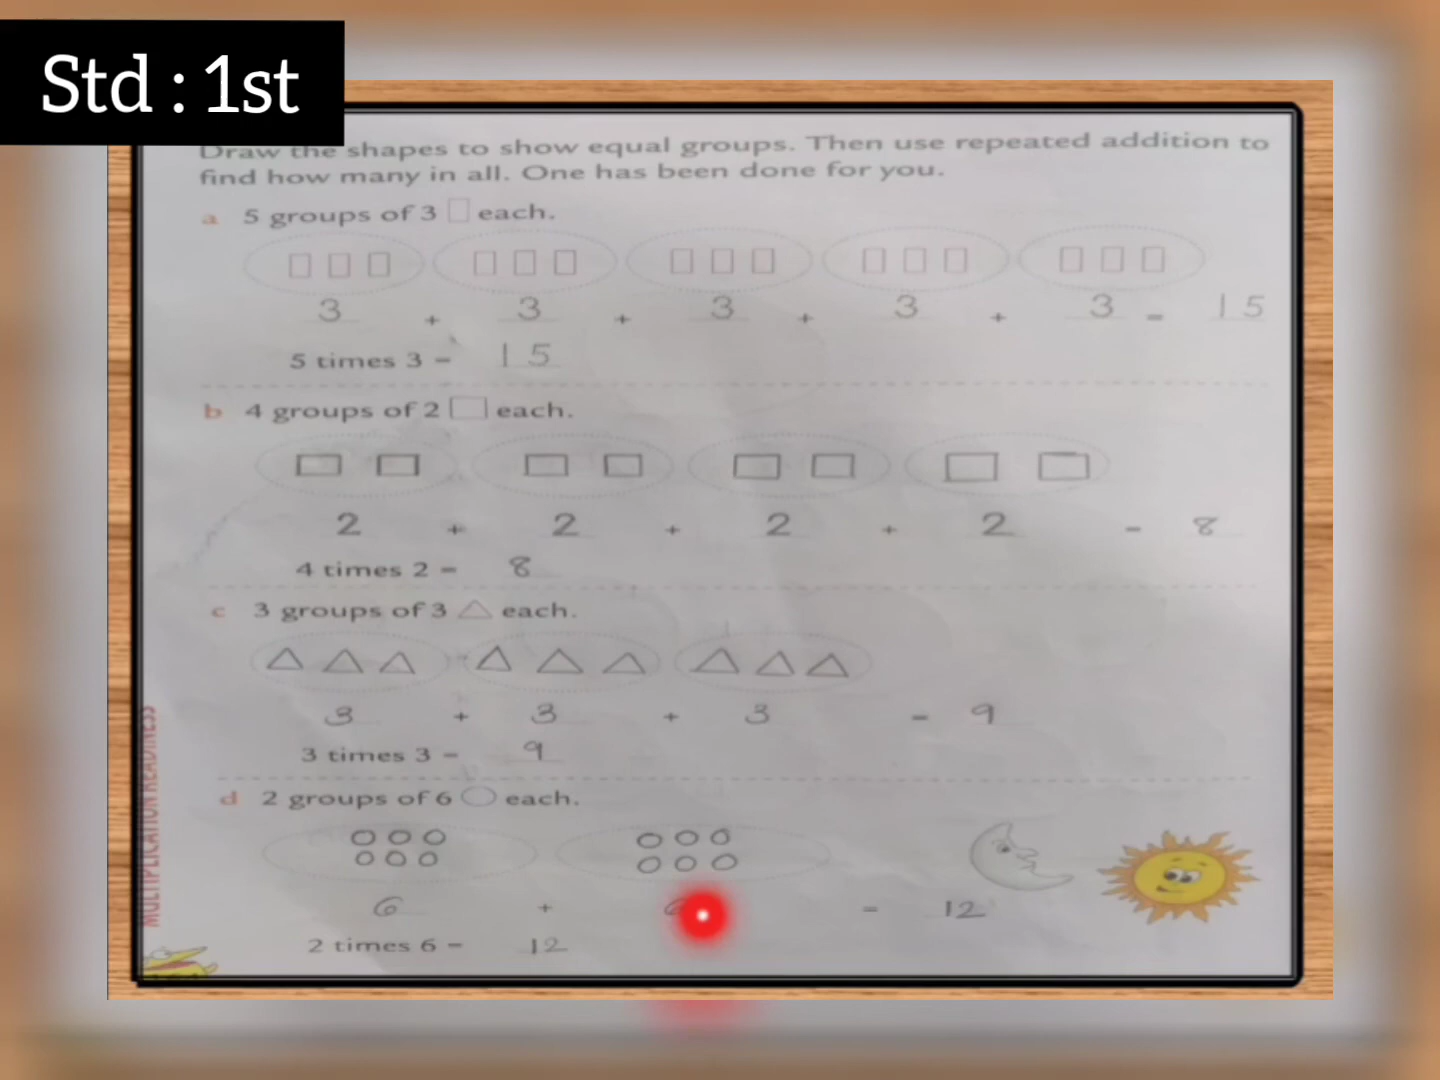 Std : 1st
Draw the shapes to show equal groups. Then use repeated addition to
find how many in all. One has been done for you.
a 5 groups of 3 each.
3 + 3 + 3 + 3 + 3 = 15
5 times 3 = 15
b 4 groups of 2 each.
2 + 2 + 2 + 2 = 8
4 times 2 = 8
c 3 groups of 3 each.
3 + 3 + 3 = 9
3 times 3 = 9
d 2 groups of 6 each.
6 + = 12
2 times 6 = 12
MULTIPLICATION READINESS